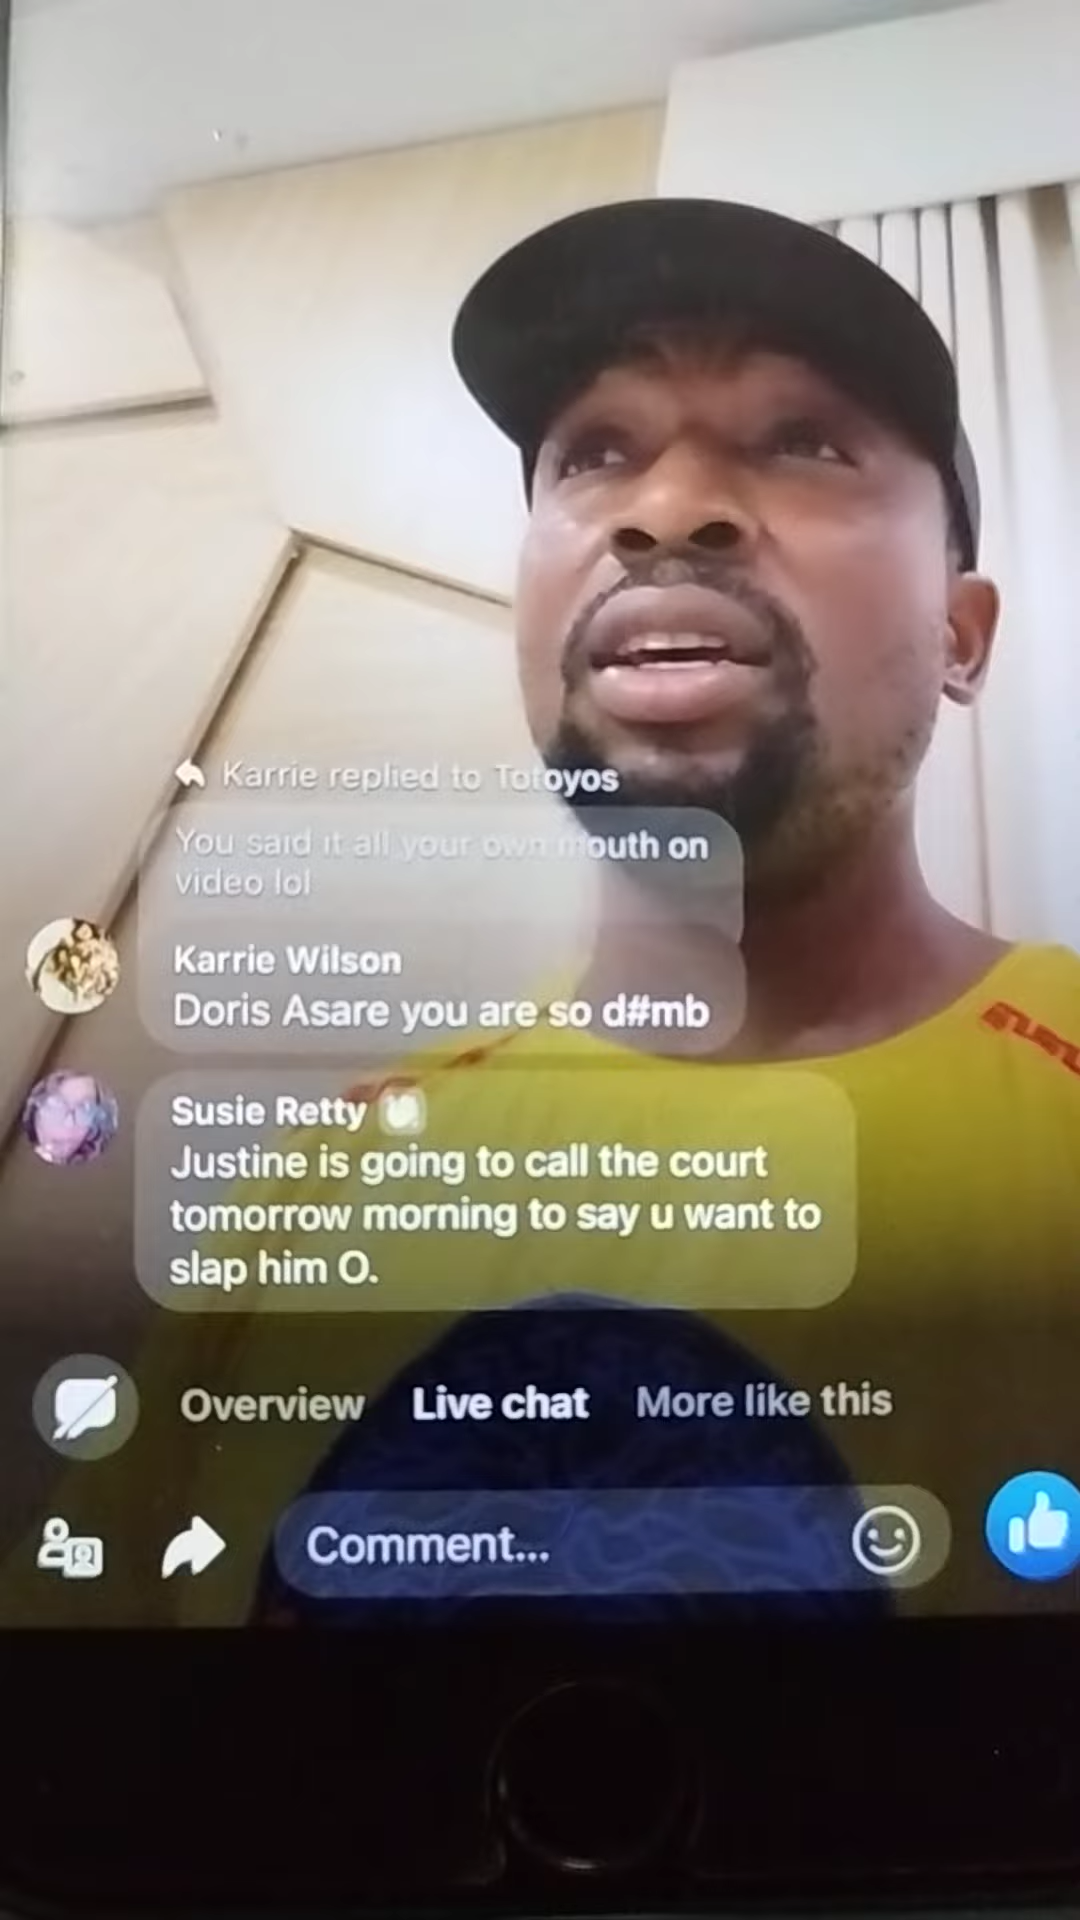 Karrie replied to Totoyos
You said it all your own mouth on
video lol
Karrie Wilson
Doris Asare you are so d#mb
Susie Retty
Justine is going to call the court
tomorrow morning to say u want to
slap him O.
Overview Live chat More like this
Comment...